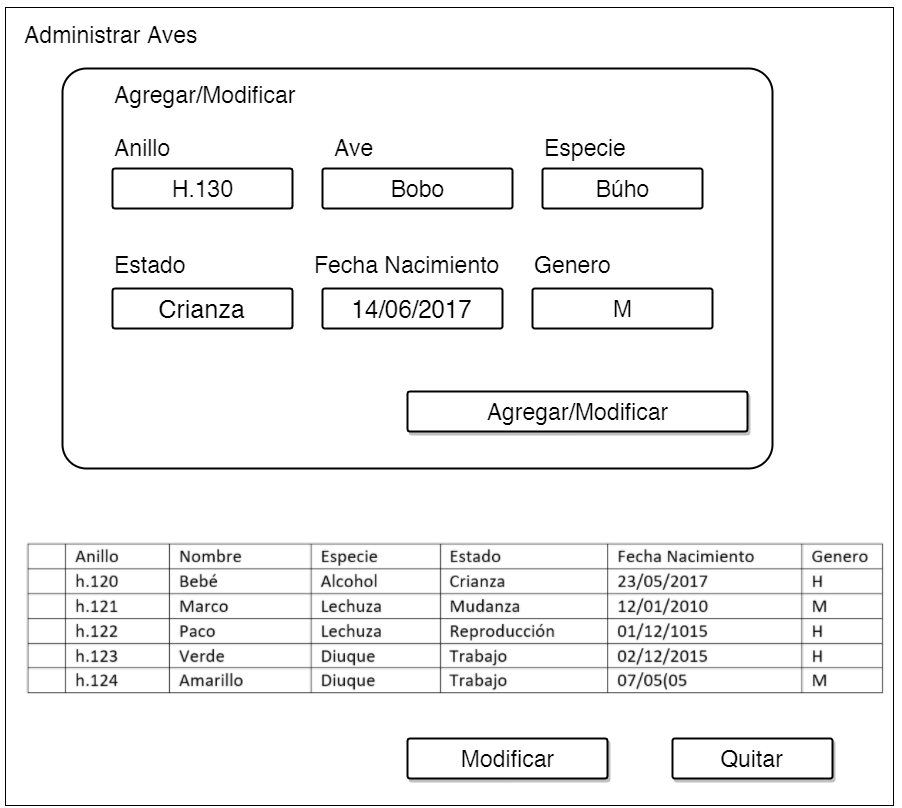 Administrar Aves
Agregar/Modificar
Anillo Ave Especie
H.130 Bobo Búho
Estado Fecha Nacimiento Genero
Crianza 14/06/2017 M
Agregar/Modificar
Anillo Nombre Especie Estado Fecha Nacimiento Genero
h.120 Bebé Alcohol Crianza 23/05/2017 H
h.121 Marco Lechuza Mudanza 12/01/2010 M
h.122 Paco Lechuza Reproducción 01/12/1015 H
h.123 Verde Diuque Trabajo 02/12/2015 H
h.124 Amarillo Diuque Trabajo 07/05(05 M
Modificar Quitar